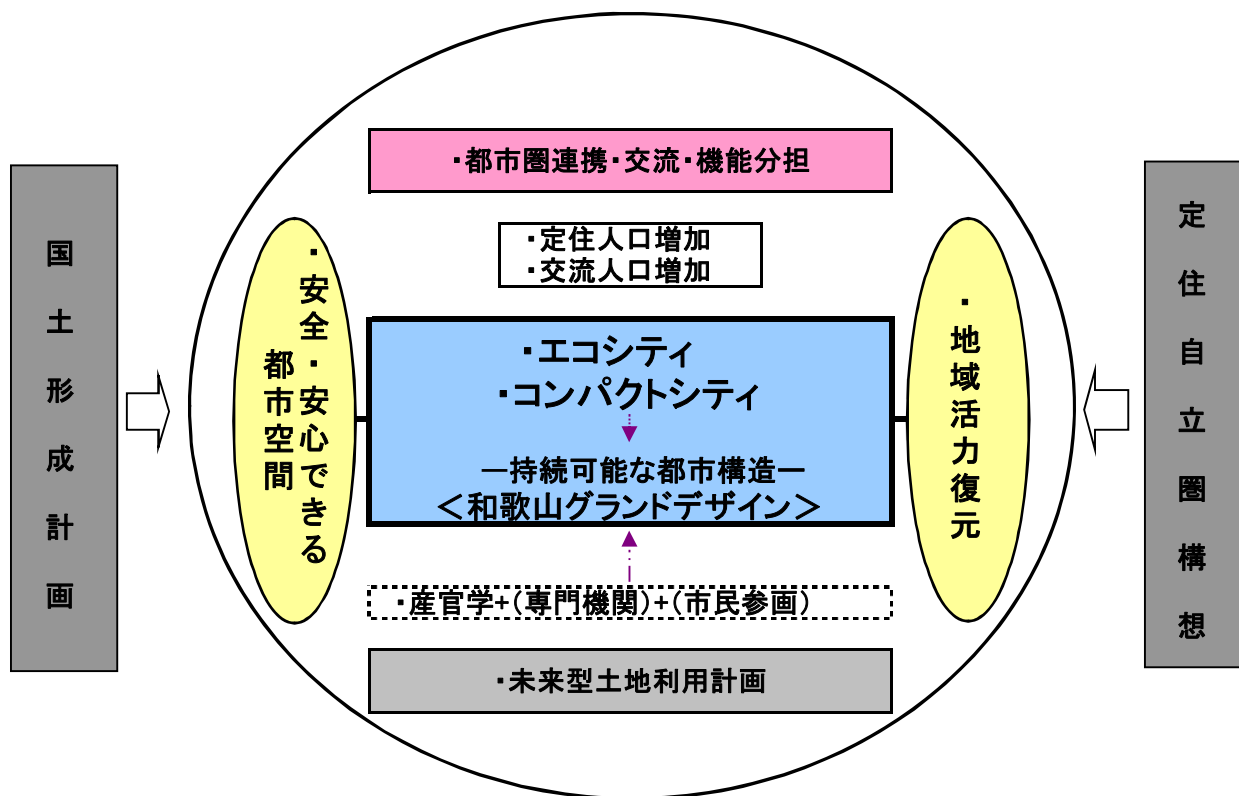 国土形成計画
・安全・安心できる
都市空間
・都市圏連携・交流・機能分担
・定住人口増加
・交流人口増加
・エコシティ
・コンパクトシティ
―持続可能な都市構造―
＜和歌山グランドデザイン＞
・産官学+(専門機関)+(市民参画)
・未来型土地利用計画
・地域活力復元
定住自立圏構想